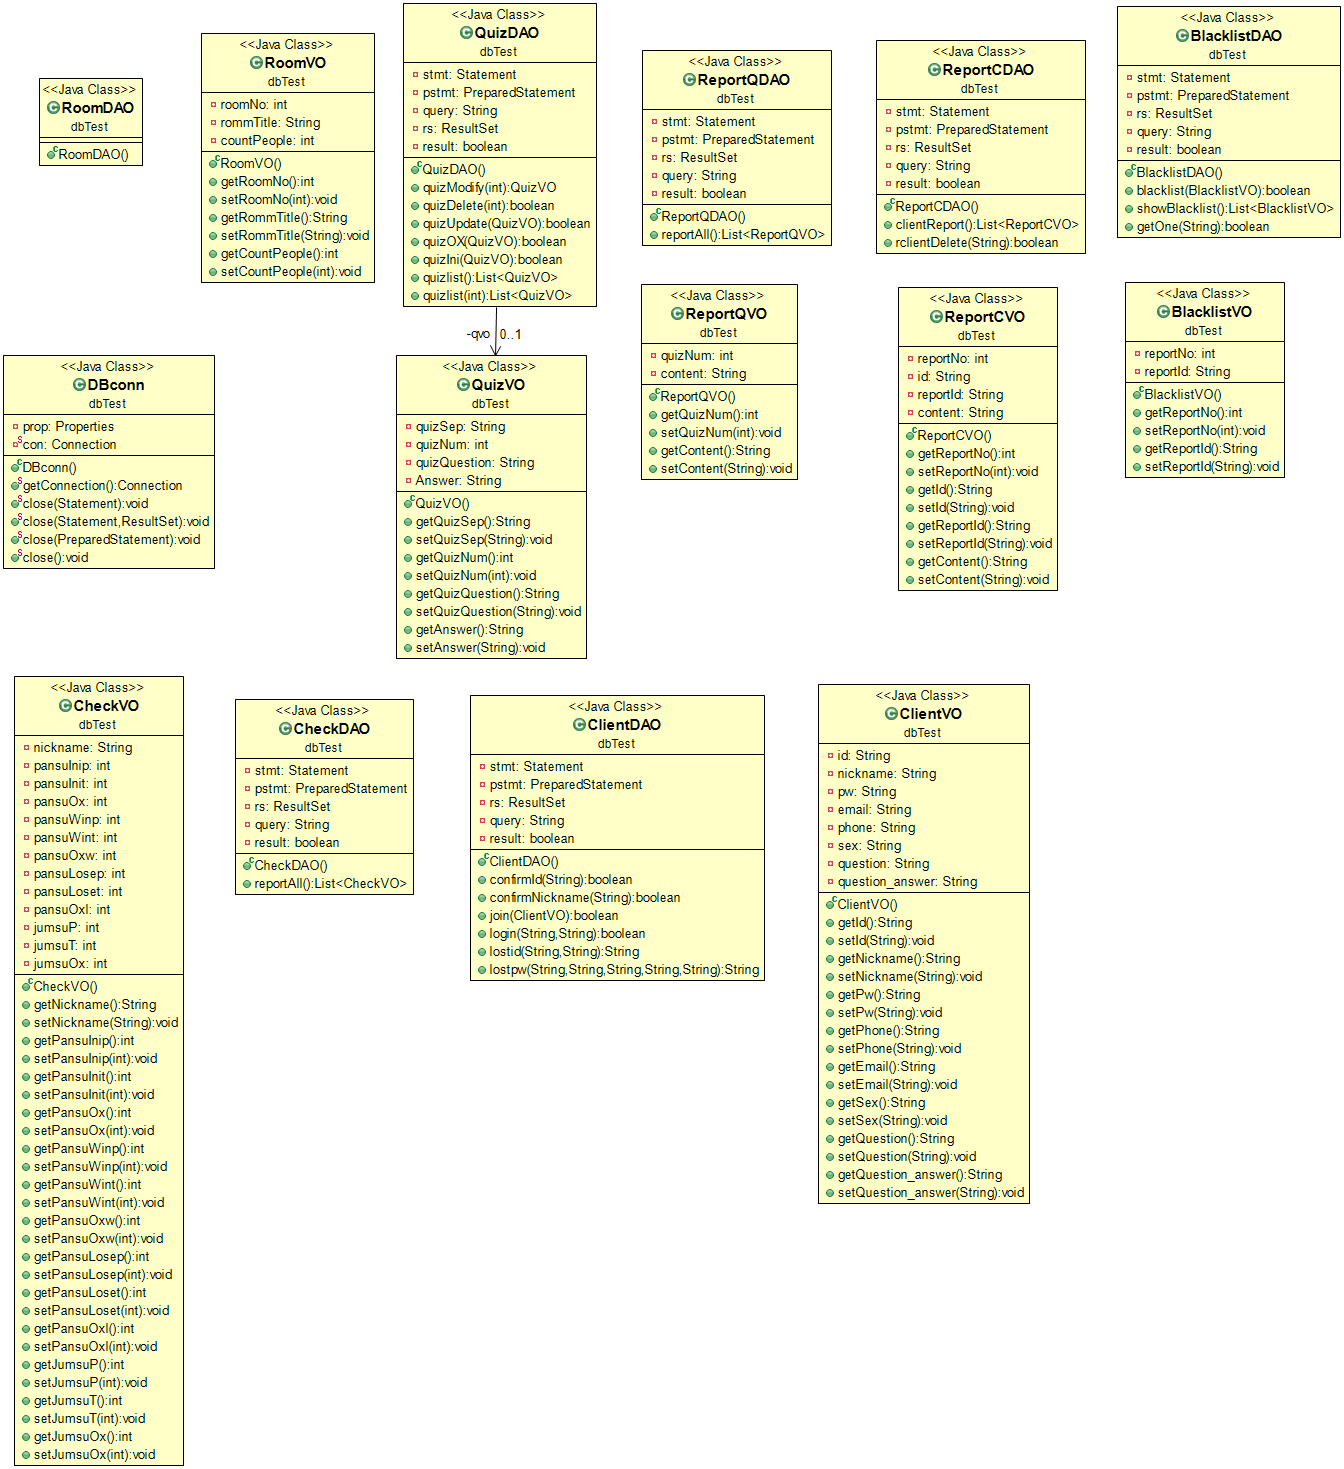 <<Java Class>>
RoomDAO
dbTest
RoomDAO()
<<Java Class>>
RoomVO
dbTest
roomNo: int
rommTitle: String
countPeople: int
RoomVO()
getRoomNo():int
setRoomNo(int):void
getRommTitle():String
setRommTitle(String):void
getCountPeople():int
setCountPeople(int):void
<<Java Class>>
QuizDAO
dbTest
stmt: Statement
pstmt: PreparedStatement
query: String
rs: ResultSet
result: boolean
QuizDAO()
quizModify(int):QuizVO
quizDelete(int):boolean
quizUpdate(QuizVO):boolean
quizOX(QuizVO):boolean
quizIni(QuizVO):boolean
quizlist():List<QuizVO>
quizlist(int):List<QuizVO>
-qvo 0..1
<<Java Class>>
ReportQDAO
dbTest
stmt: Statement
pstmt: PreparedStatement
rs: ResultSet
query: String
result: boolean
ReportQDAO()
reportAll():List<ReportQVO>
<<Java Class>>
ReportCDAO
dbTest
stmt: Statement
pstmt: PreparedStatement
rs: ResultSet
query: String
result: boolean
ReportCDAO()
clientReport():List<ReportCVO>
rclientDelete(String):boolean
<<Java Class>>
BlacklistDAO
dbTest
stmt: Statement
pstmt: PreparedStatement
rs: ResultSet
query: String
result: boolean
BlacklistDAO()
blacklist(BlacklistVO):boolean
showBlacklist():List<BlacklistVO>
getOne(String):boolean
<<Java Class>>
DBconn
dbTest
prop: Properties
con: Connection
DBconn()
getConnection():Connection
close(Statement):void
close(Statement,ResultSet):void
close(PreparedStatement):void
close():void
<<Java Class>>
QuizVO
dbTest
quizSep: String
quizNum: int
quizQuestion: String
Answer: String
QuizVO()
getQuizSep():String
setQuizSep(String):void
getQuizNum():int
setQuizNum(int):void
getQuizQuestion():String
setQuizQuestion(String):void
getAnswer():String
setAnswer(String):void
<<Java Class>>
ReportQVO
dbTest
quizNum: int
content: String
ReportQVO()
getQuizNum():int
setQuizNum(int):void
getContent():String
setContent(String):void
<<Java Class>>
ReportCVO
dbTest
reportNo: int
id: String
reportId: String
content: String
ReportCVO()
getReportNo():int
setReportNo(int):void
getId():String
setId(String):void
getReportId():String
setReportId(String):void
getContent():String
setContent(String):void
<<Java Class>>
BlacklistVO
dbTest
reportNo: int
reportId: String
BlacklistVO()
getReportNo():int
setReportNo(int):void
getReportId():String
setReportId(String):void
<<Java Class>>
CheckVO
dbTest
nickname: String
pansuInip: int
pansuInit: int
pansuOx: int
pansuWinp: int
pansuWint: int
pansuOxw: int
pansuLosep: int
pansuLoset: int
pansuOxl: int
jumsuP: int
jumsuT: int
jumsuOx: int
CheckVO()
getNickname():String
setNickname(String):void
getPansuInip():int
setPansuInip(int):void
getPansuInit():int
setPansuInit(int):void
getPansuOx():int
setPansuOx(int):void
getPansuWinp():int
setPansuWinp(int):void
getPansuWint():int
setPansuWint(int):void
getPansuOxw():int
setPansuOxw(int):void
getPansuLosep():int
setPansuLosep(int):void
getPansuLoset():int
setPansuLoset(int):void
getPansuOxl():int
setPansuOxl(int):void
getJumsuP():int
setJumsuP(int):void
getJumsuT():int
setJumsuT(int):void
getJumsuOx():int
setJumsuOx(int):void
<<Java Class>>
CheckDAO
dbTest
stmt: Statement
pstmt: PreparedStatement
rs: ResultSet
query: String
result: boolean
CheckDAO()
reportAll():List<CheckVO>
<<Java Class>>
ClientDAO
dbTest
stmt: Statement
pstmt: PreparedStatement
rs: ResultSet
query: String
result: boolean
ClientDAO()
confirmId(String):boolean
confirmNickname(String):boolean
join(ClientVO):boolean
login(String,String):boolean
lostid(String,String):String
lostpw(String,String,String,String,String):String
<<Java Class>>
ClientVO
dbTest
id: String
nickname: String
pw: String
email: String
phone: String
sex: String
question: String
question_answer: String
ClientVO()
getId():String
setId(String):void
getNickname():String
setNickname(String):void
getPw():String
setPw(String):void
getPhone():String
setPhone(String):void
getEmail():String
setEmail(String):void
getSex():String
setSex(String):void
getQuestion():String
setQuestion(String):void
getQuestion_answer():String
setQuestion_answer(String):void